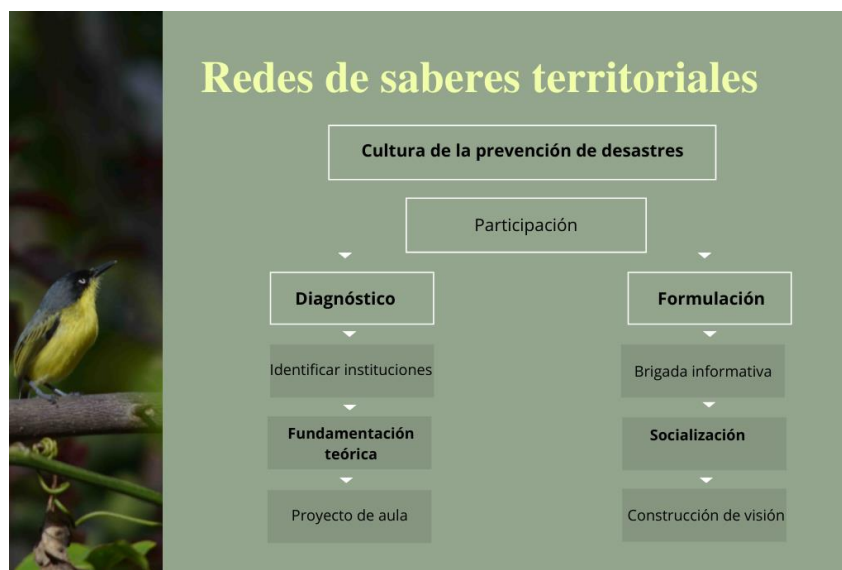 Redes de saberes territoriales
Cultura de la prevención de desastres
Participación
Diagnóstico
Identificar instituciones
Fundamentación
teórica
Proyecto de aula
Formulación
Brigada informativa
Socialización
Construcción de visión